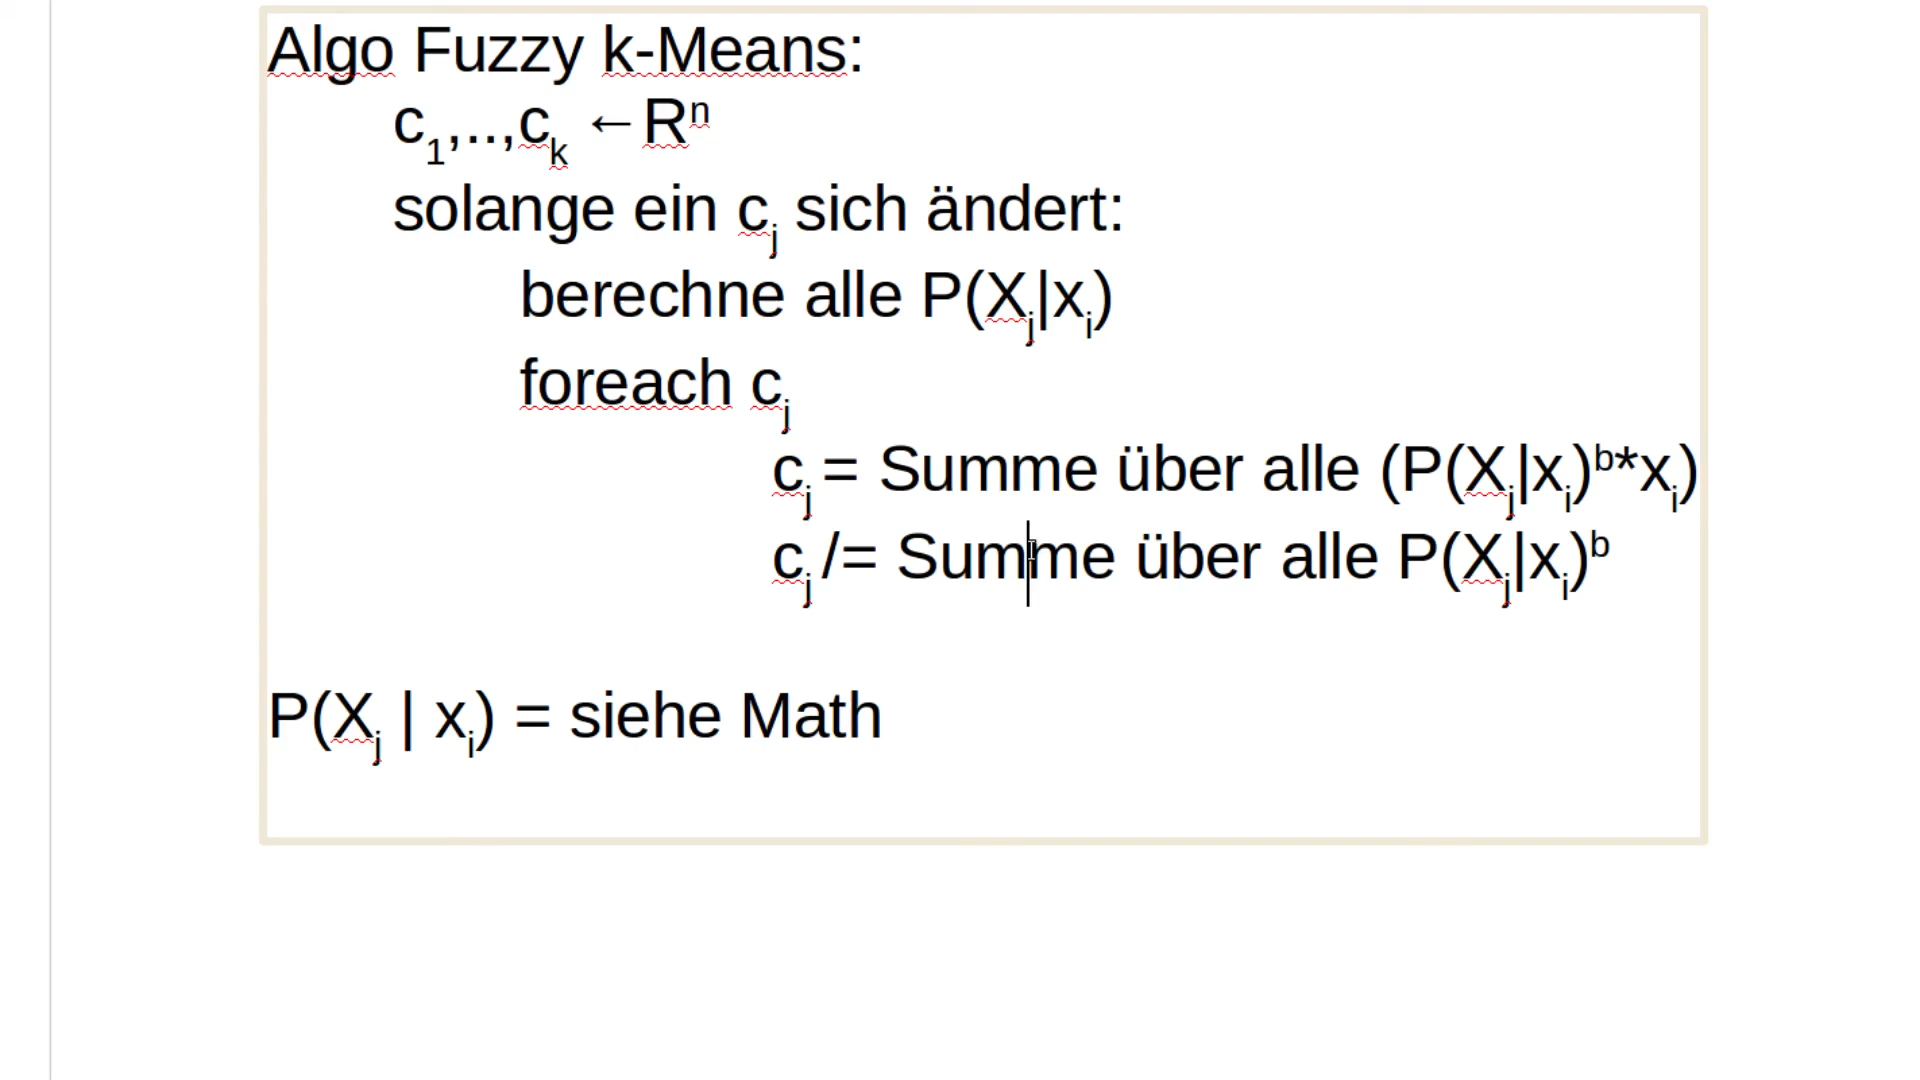 Algo Fuzzy k-Means:
c₁,..,cₖ ←Rⁿ
solange ein cⱼ sich ändert:
berechne alle P(Xⱼ|xᵢ)
foreach cⱼ
cⱼ = Summe über alle (P(Xⱼ|xᵢ)ᵇ*xᵢ)
cⱼ /= Summe über alle P(Xⱼ|xᵢ)ᵇ
P(Xⱼ | xᵢ) = siehe Math